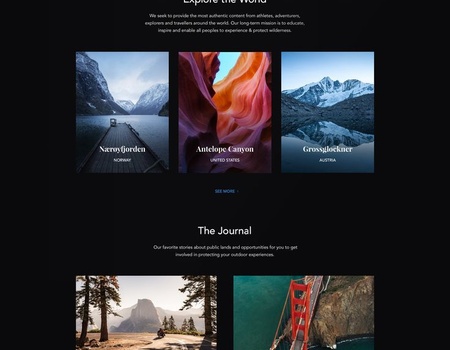 Explore the World
We seek to provide the most authentic content from athletes, adventurers,
explorers and travellers around the world. Our long-term mission is to educate,
inspire and enable all peoples to experience & protect wilderness.
Nærøyfjorden
NORWAY
Antelope Canyon
UNITED STATES
Grossglockner
AUSTRIA
SEE MORE
The Journal
Our favorite stories about public lands and opportunities for you to get
involved in protecting your outdoor experiences.